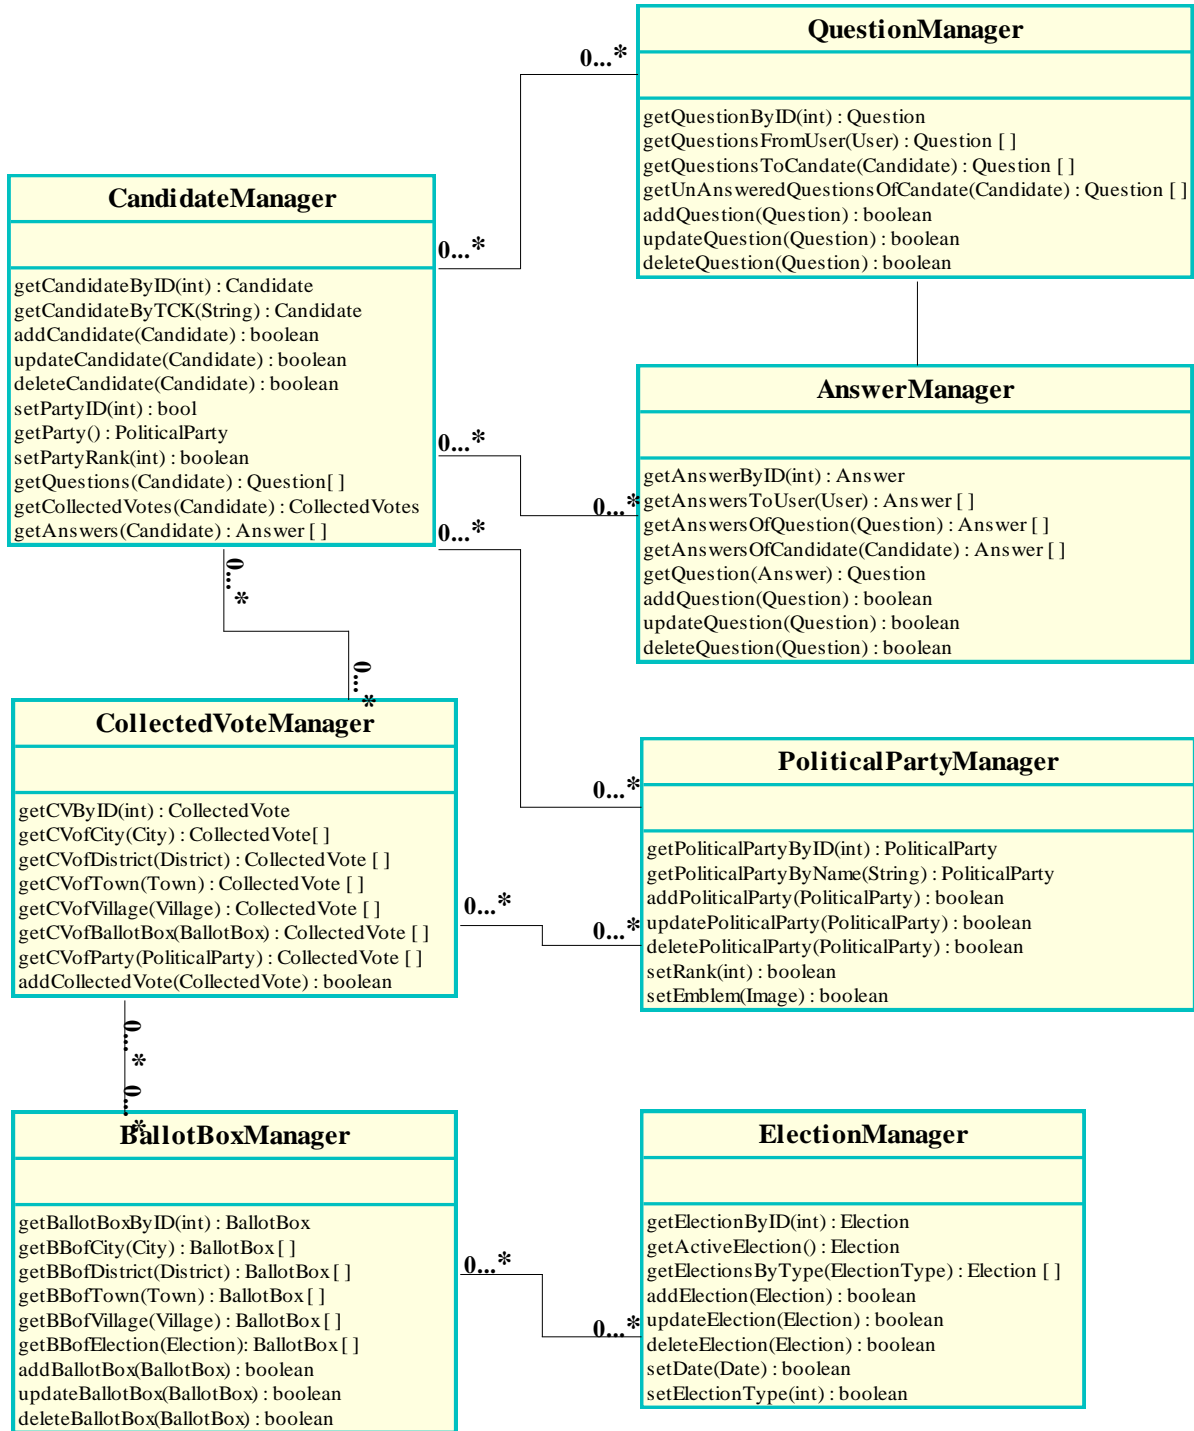 QuestionManager
0...*
getQuestionByID(int) : Question
getQuestionsFromUser(User) : Question [ ]
getQuestionsToCandate(Candidate) : Question [ ]
getUnAnsweredQuestionsOfCandate(Candidate) : Question [ ]
addQuestion(Question) : boolean
updateQuestion(Question) : boolean
deleteQuestion(Question) : boolean
CandidateManager
0...*
getCandidateByID(int) : Candidate
getCandidateByTCK(String) : Candidate
addCandidate(Candidate) : boolean
updateCandidate(Candidate) : boolean
deleteCandidate(Candidate) : boolean
setPartyID(int) : bool
getParty() : PoliticalParty
setPartyRank(int) : boolean
getQuestions(Candidate) : Question[ ]
getCollectedVotes(Candidate) : CollectedVotes
getAnswers(Candidate) : Answer [ ]
0...*
0...*
0...*
0...*
AnswerManager
0...*
getAnswerByID(int) : Answer
getAnswersToUser(User) : Answer [ ]
getAnswersOfQuestion(Question) : Answer [ ]
getAnswersOfCandidate(Candidate) : Answer [ ]
getQuestion(Answer) : Question
addQuestion(Question) : boolean
updateQuestion(Question) : boolean
deleteQuestion(Question) : boolean
CollectedVoteManager
getCVByID(int) : CollectedVote
getCVofCity(City) : CollectedVote[ ]
getCVofDistrict(District) : CollectedVote [ ]
getCVofTown(Town) : CollectedVote [ ]
getCVofVillage(Village) : CollectedVote [ ]
getCVofBallotBox(BallotBox) : CollectedVote [ ]
getCVofParty(PoliticalParty) : CollectedVote [ ]
addCollectedVote(CollectedVote) : boolean
0...*
0...*
0...*
PoliticalPartyManager
0...*
0...*
getPoliticalPartyByID(int) : PoliticalParty
getPoliticalPartyByName(String) : PoliticalParty
addPoliticalParty(PoliticalParty) : boolean
updatePoliticalParty(PoliticalParty) : boolean
deletePoliticalParty(PoliticalParty) : boolean
setRank(int) : boolean
setEmblem(Image) : boolean
BallotBoxManager
getBallotBoxByID(int) : BallotBox
getBBofCity(City) : BallotBox [ ]
getBBofDistrict(District) : BallotBox [ ]
getBBofTown(Town) : BallotBox [ ]
getBBofVillage(Village) : BallotBox [ ]
getBBofElection(Election): BallotBox [ ]
addBallotBox(BallotBox) : boolean
updateBallotBox(BallotBox) : boolean
deleteBallotBox(BallotBox) : boolean
0...*
ElectionManager
0...*
getElectionByID(int) : Election
getActiveElection() : Election
getElectionsByType(ElectionType) : Election [ ]
addElection(Election) : boolean
updateElection(Election) : boolean
deleteElection(Election) : boolean
setDate(Date) : boolean
setElectionType(int) : boolean